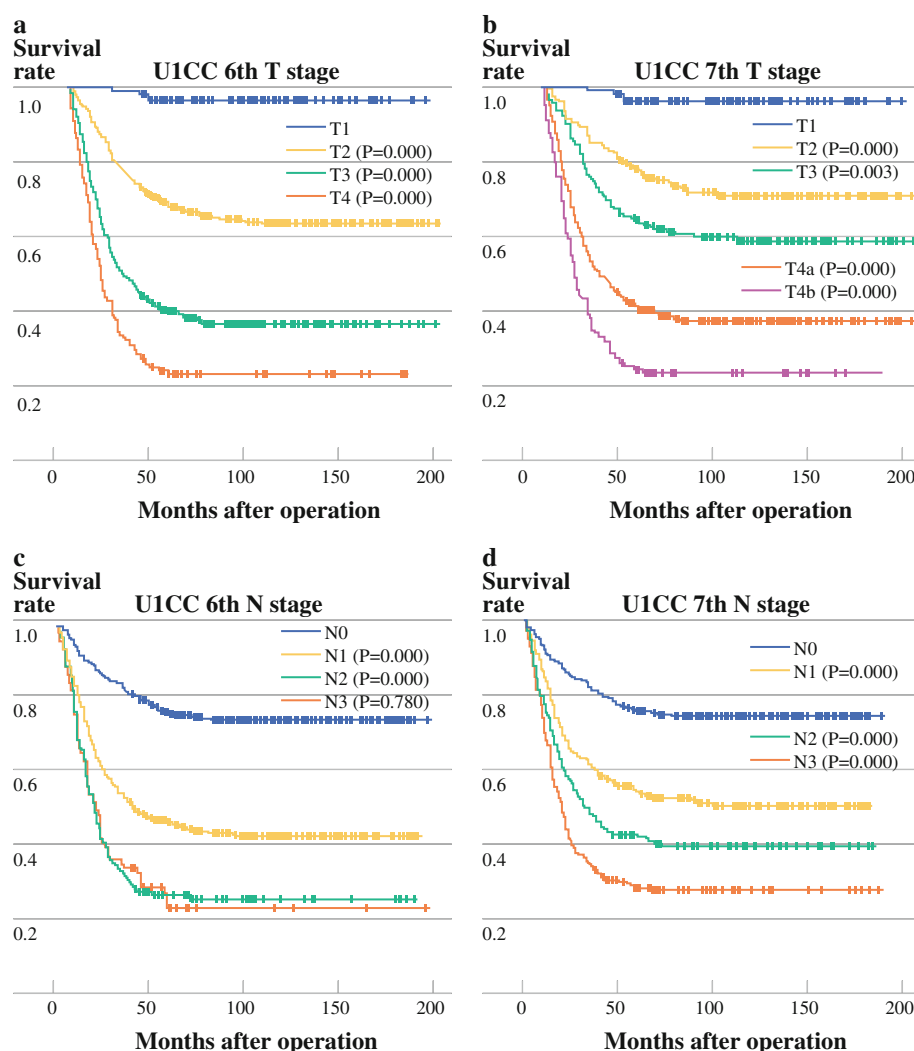 a
Survival
rate
U1CC 6th T stage
1.0
0.8
0.6
0.4
0.2
T1
T2 (P=0.000)
T3 (P=0.000)
T4 (P=0.000)
0 50 100 150 200
Months after operation
b
Survival
rate
U1CC 7th T stage
1.0
0.8
0.6
0.4
0.2
T1
T2 (P=0.000)
T3 (P=0.003)
T4a (P=0.000)
T4b (P=0.000)
0 50 100 150 200
Months after operation
c
Survival
rate
U1CC 6th N stage
1.0
0.8
0.6
0.4
0.2
N0
N1 (P=0.000)
N2 (P=0.000)
N3 (P=0.780)
0 50 100 150 200
Months after operation
d
Survival
rate
U1CC 7th N stage
1.0
0.8
0.6
0.4
0.2
N0
N1 (P=0.000)
N2 (P=0.000)
N3 (P=0.000)
0 50 100 150 200
Months after operation